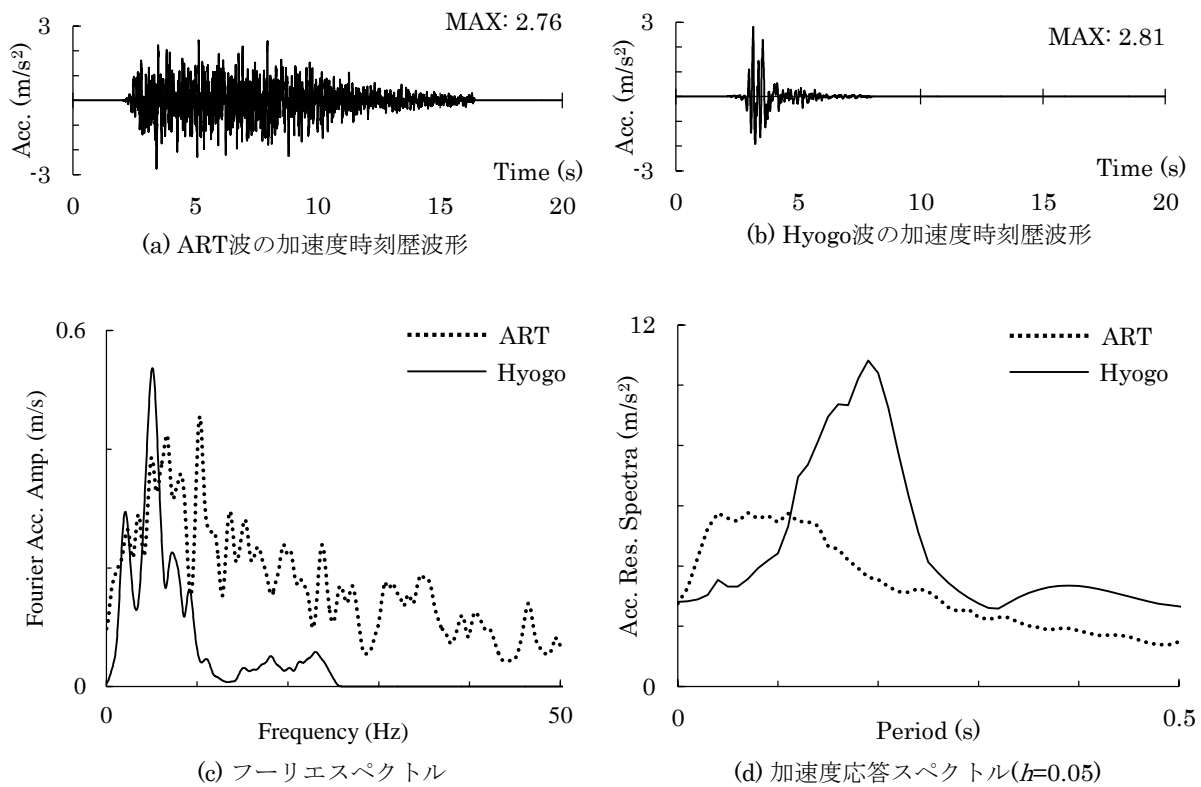 3
MAX: 2.76
Acc. (m/s²)
-3
Time (s)
0 5 10 15 20
(a) ART波の加速度時刻歴波形
3
MAX: 2.81
Acc. (m/s²)
-3
Time (s)
0 5 10 15 20
(b) Hyogo波の加速度時刻歴波形
0.6
ART
Hyogo
Fourier Acc. Amp. (m/s)
0
0 50
Frequency (Hz)
(c) フーリエスペクトル
12
ART
Hyogo
Acc. Res. Spectra (m/s²)
0
0 0.5
Period (s)
(d) 加速度応答スペクトル(h=0.05)